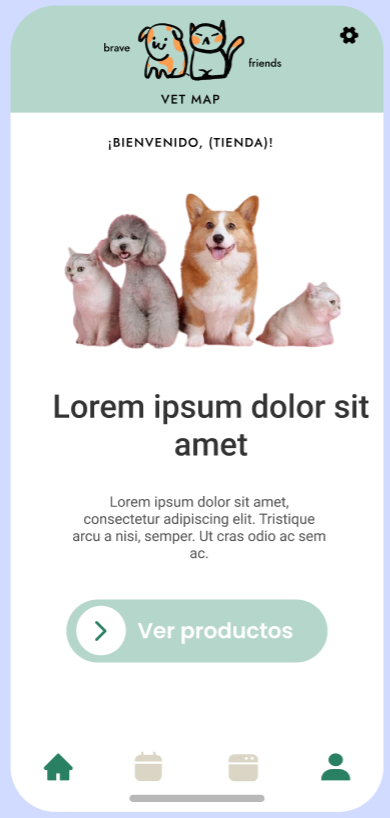 brave
friends
VET MAP
¡BIENVENIDO, (TIENDA)!
Lorem ipsum dolor sit
amet
Lorem ipsum dolor sit amet,
consectetur adipiscing elit. Tristique
arcu a nisi, semper. Ut cras odio ac sem
ac.
Ver productos